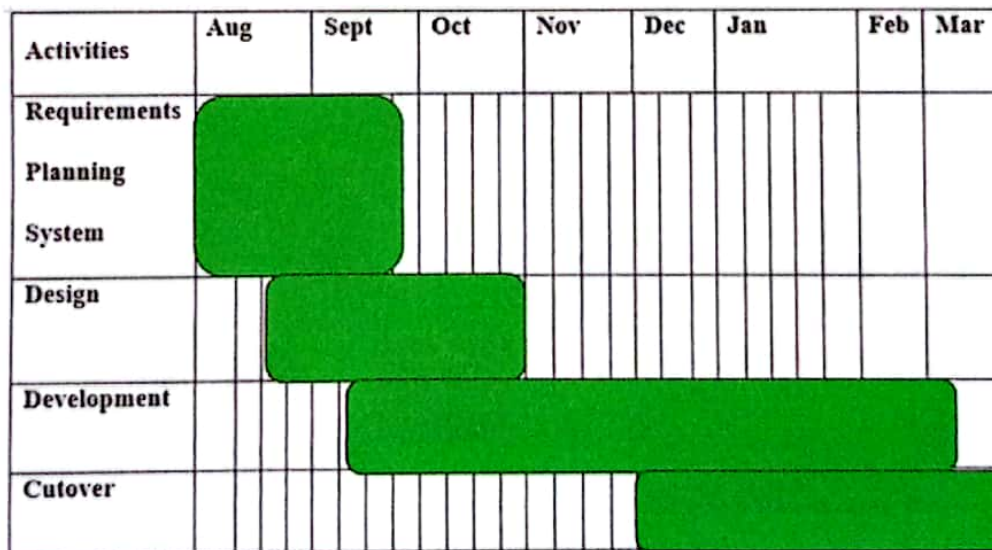 Activities Aug Sept Oct Nov Dec Jan Feb Mar
Requirements
Planning
System
Design
Development
Cutover